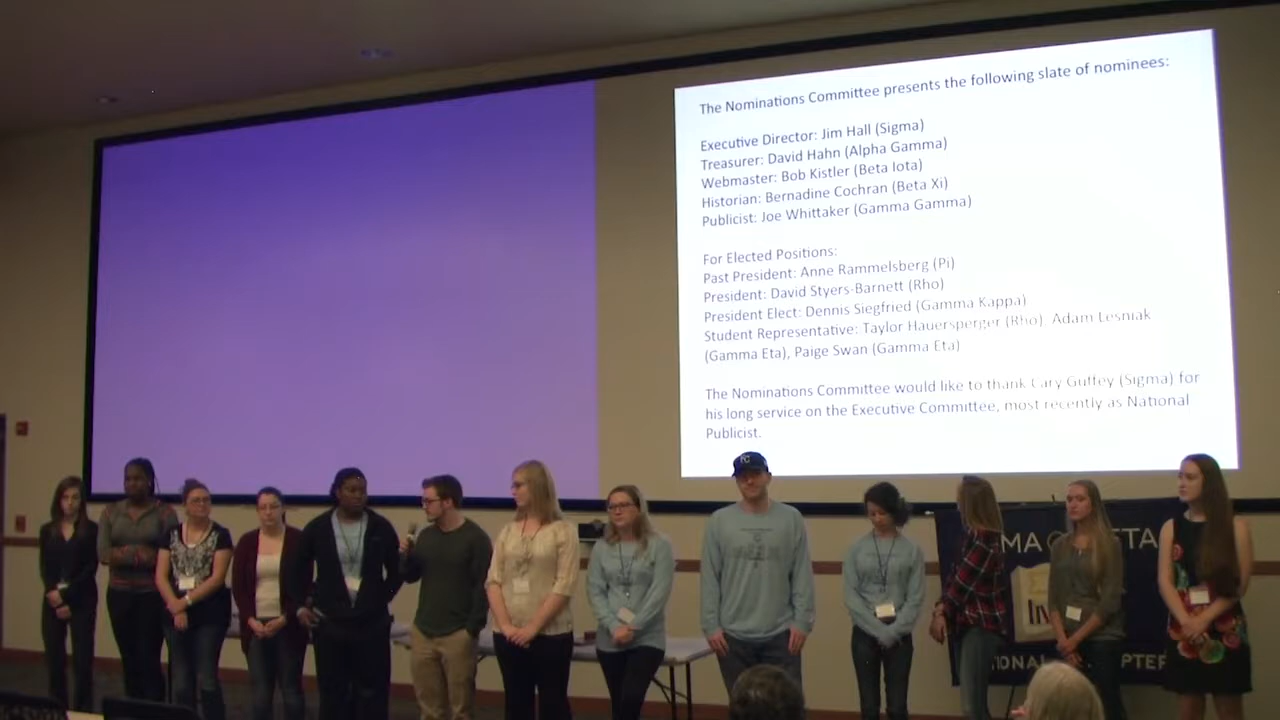 The Nominations Committee presents the following slate of nominees:
Executive Director: Jim Hall (Sigma)
Treasurer: David Hahn (Alpha Gamma)
Webmaster: Bob Kistler (Beta Iota)
Historian: Bernadine Cochran (Beta Xi)
Publicist: Joe Whittaker (Gamma Gamma)
For Elected Positions:
Past President: Anne Rammelsberg (Pi)
President: David Styers-Barnett (Rho)
President Elect: Dennis Siegfried (Gamma Kappa)
Student Representative: Taylor Hauersperger (Rho), Adam Lesniak
(Gamma Eta), Paige Swan (Gamma Eta)
The Nominations Committee would like to thank Cary Guffey (Sigma) for
his long service on the Executive Committee, most recently as National
Publicist.
KC